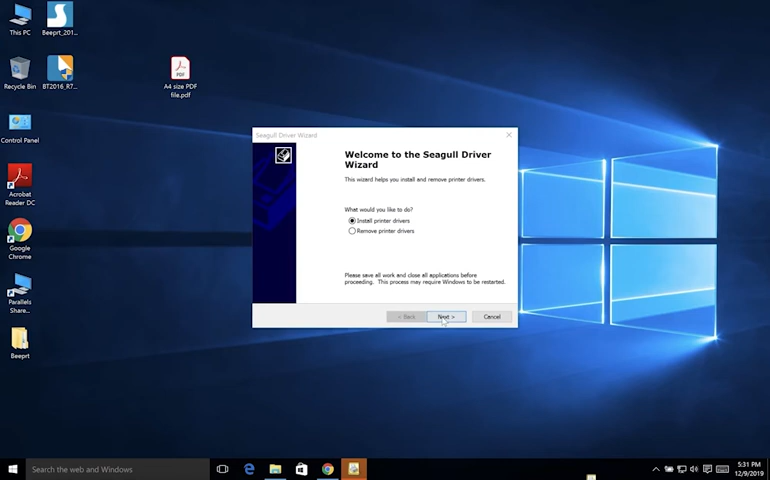 This PC
Beeprt_201...
Recycle Bin
BT2016_R7...
A4 size PDF
file.pdf
PDF
Control Panel
Acrobat
Reader DC
Google
Chrome
Parallels
Share...
Beeprt
Seagull Driver Wizard
Welcome to the Seagull Driver
Wizard
This wizard helps you install and remove printer drivers.
What would you like to do?
Install printer drivers
Remove printer drivers
Please save all work and close all applications before
proceeding. This process may require Windows to be restarted.
< Back
Next >
Cancel
Search the web and Windows
5:31 PM
12/9/2019